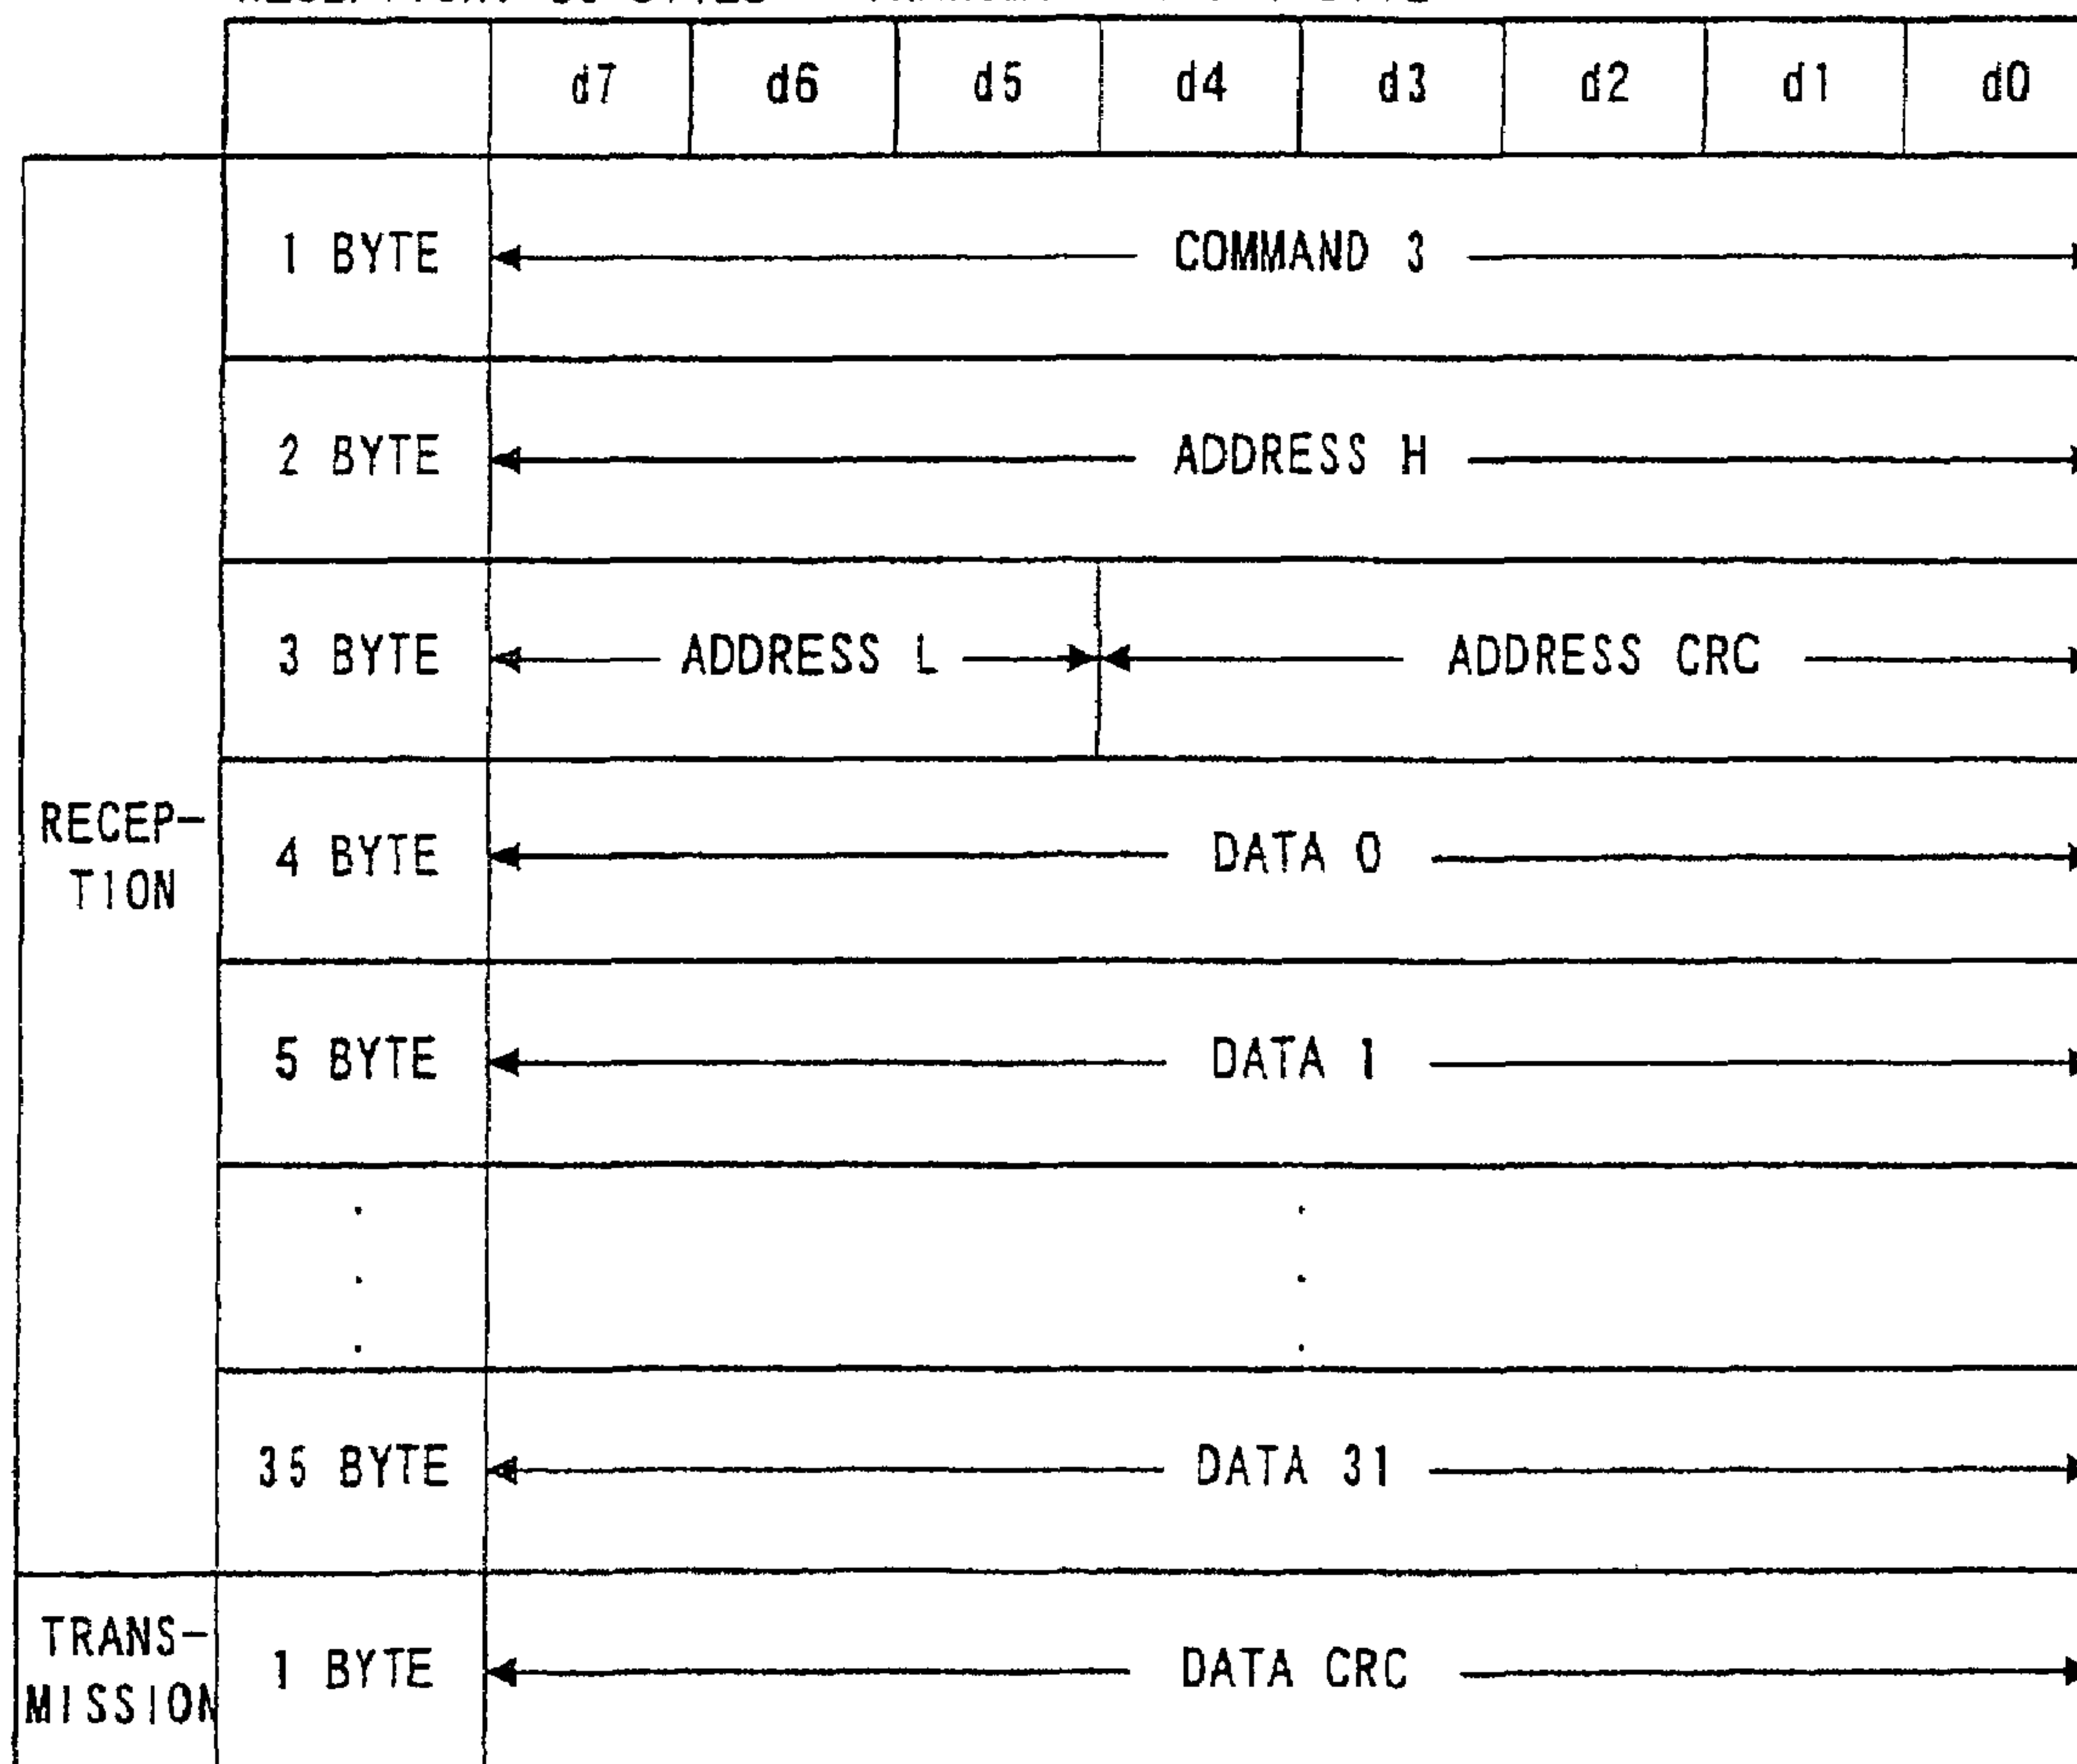 d7 d6 d5 d4 d3 d2 d1 d0
1 BYTE COMMAND 3
2 BYTE ADDRESS H
3 BYTE ADDRESS L ADDRESS CRC
RECEP-
TION
4 BYTE DATA 0
5 BYTE DATA 1
35 BYTE DATA 31
TRANS-
MISSION
1 BYTE DATA CRC